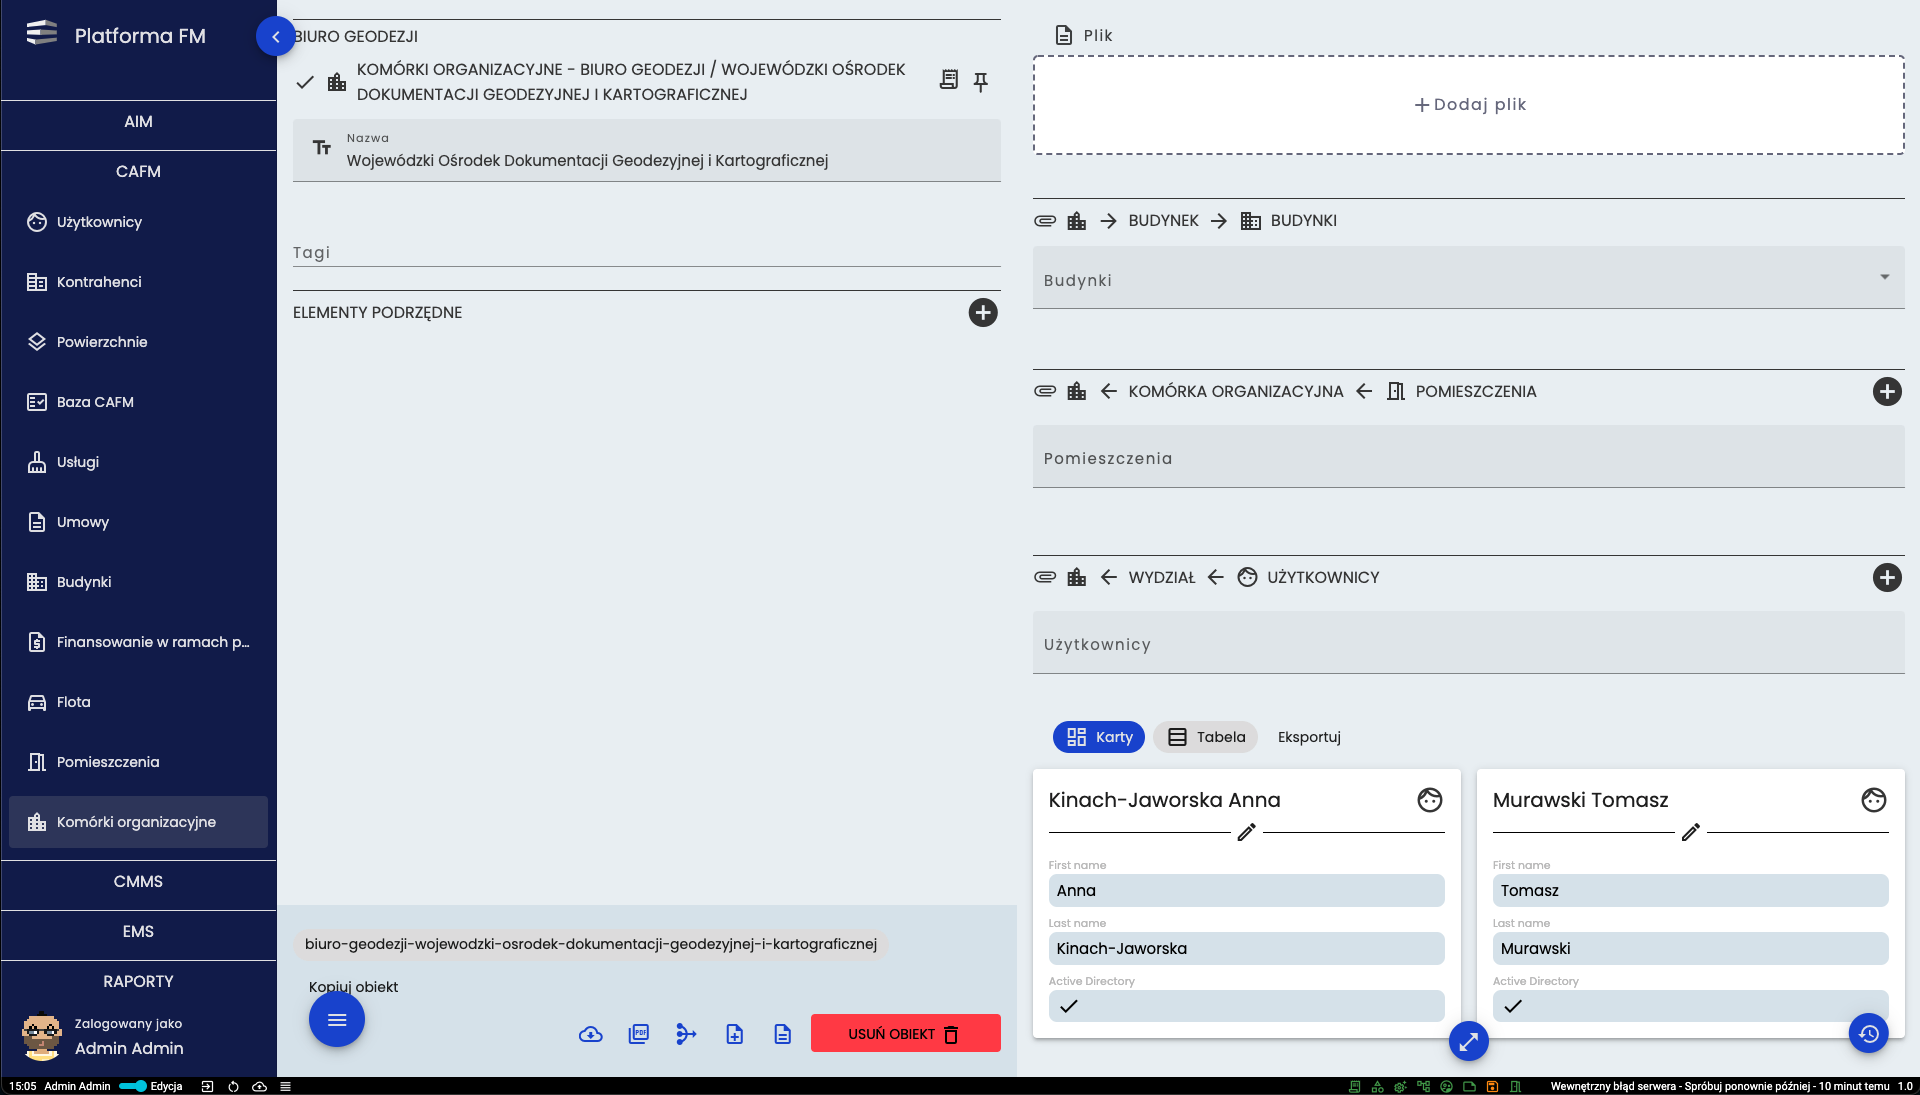 Platforma FM
AIM
CAFM
Użytkownicy
Kontrahenci
Powierzchnie
Baza CAFM
Usługi
Umowy
Budynki
Finansowanie w ramach p...
Flota
Pomieszczenia
Komórki organizacyjne
CMMS
EMS
RAPORTY
Zalogowany jako
Admin Admin
BIURO GEODEZJI
KOMÓRKI ORGANIZACYJNE - BIURO GEODEZJI / WOJEWÓDZKI OŚRODEK
DOKUMENTACJI GEODEZYJNEJ I KARTOGRAFICZNEJ
Nazwa
Wojewódzki Ośrodek Dokumentacji Geodezyjnej i Kartograficznej
Tagi
ELEMENTY PODRZĘDNE
biuro-geodezji-wojewodzki-osrodek-dokumentacji-geodezyjnej-i-kartograficznej
Kopiuj obiekt
PDF
USUŃ OBIEKT
Plik
Dodaj plik
BUDYNEK BUDYNKI
Budynki
KOMÓRKA ORGANIZACYJNA POMIESZCZENIA
Pomieszczenia
WYDZIAŁ UŻYTKOWNICY
Użytkownicy
Karty Tabela Eksportuj
Kinach-Jaworska Anna
First name
Anna
Last name
Kinach-Jaworska
Active Directory
Murawski Tomasz
First name
Tomasz
Last name
Murawski
Active Directory
15:05 Admin Admin Edycja
Wewnętrzny błąd serwera - Spróbuj ponownie później - 10 minut temu 1.0